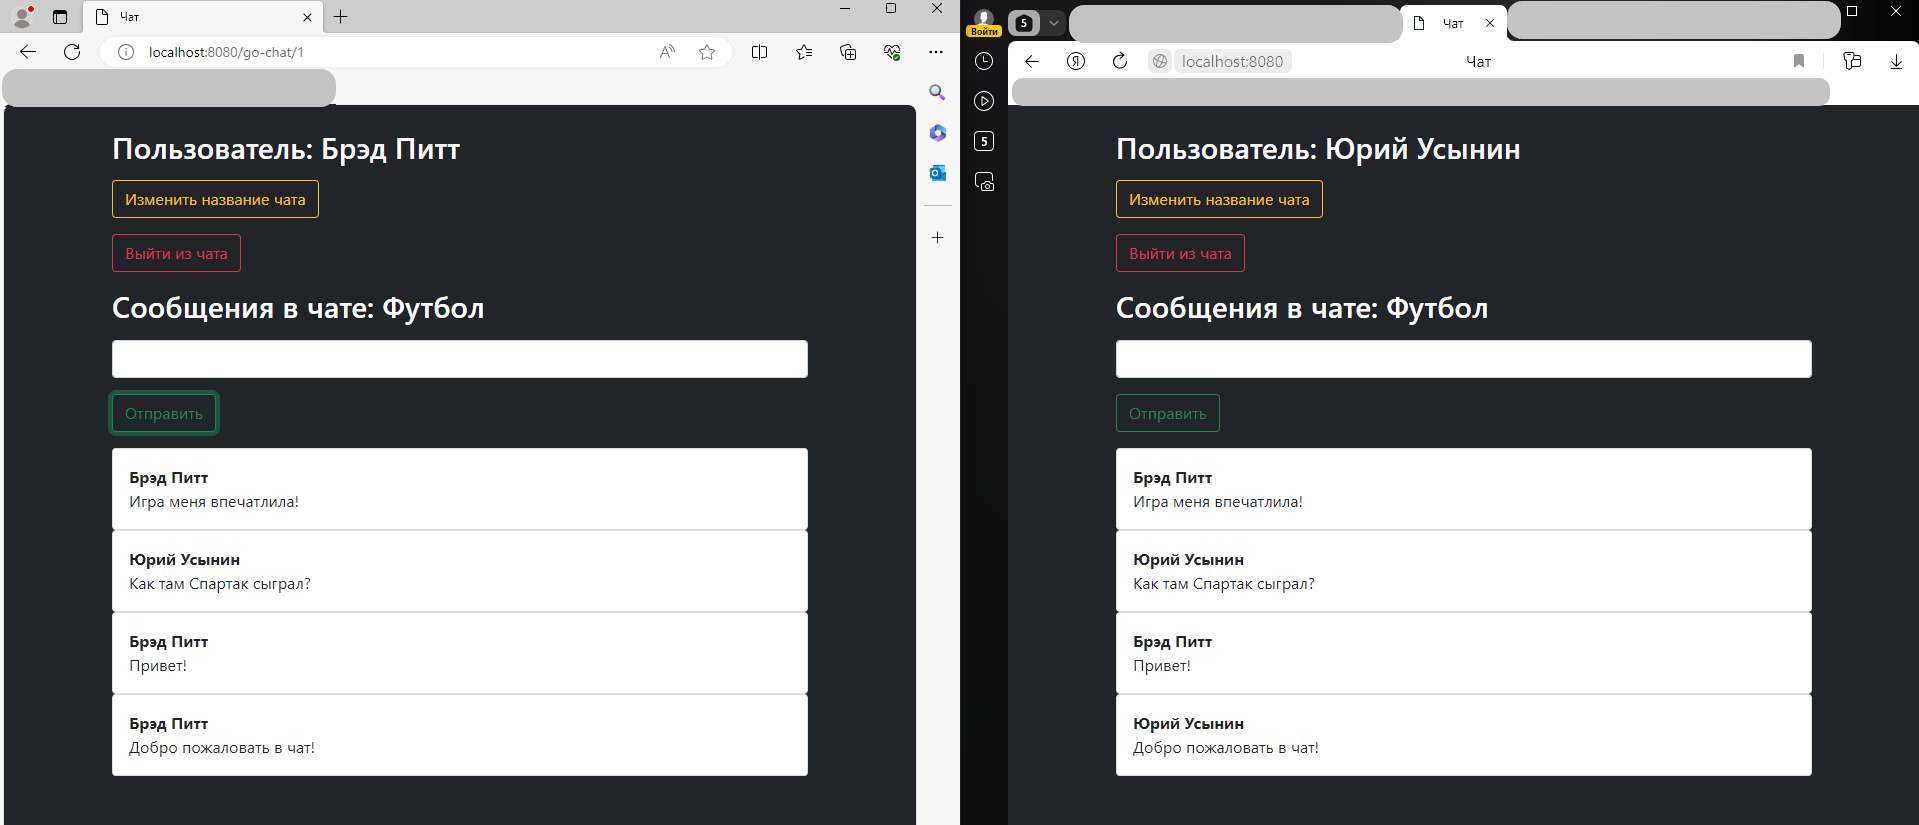 Чат
localhost:8080/go-chat/1
Пользователь: Брэд Питт
Изменить название чата
Выйти из чата
Сообщения в чате: Футбол
Отправить
Брэд Питт
Игра меня впечатлила!
Юрий Усынин
Как там Спартак сыграл?
Брэд Питт
Привет!
Брэд Питт
Добро пожаловать в чат!
Войти
5
Чат
Я
localhost:8080
Чат
5
Пользователь: Юрий Усынин
Изменить название чата
Выйти из чата
Сообщения в чате: Футбол
Отправить
Брэд Питт
Игра меня впечатлила!
Юрий Усынин
Как там Спартак сыграл?
Брэд Питт
Привет!
Юрий Усынин
Добро пожаловать в чат!